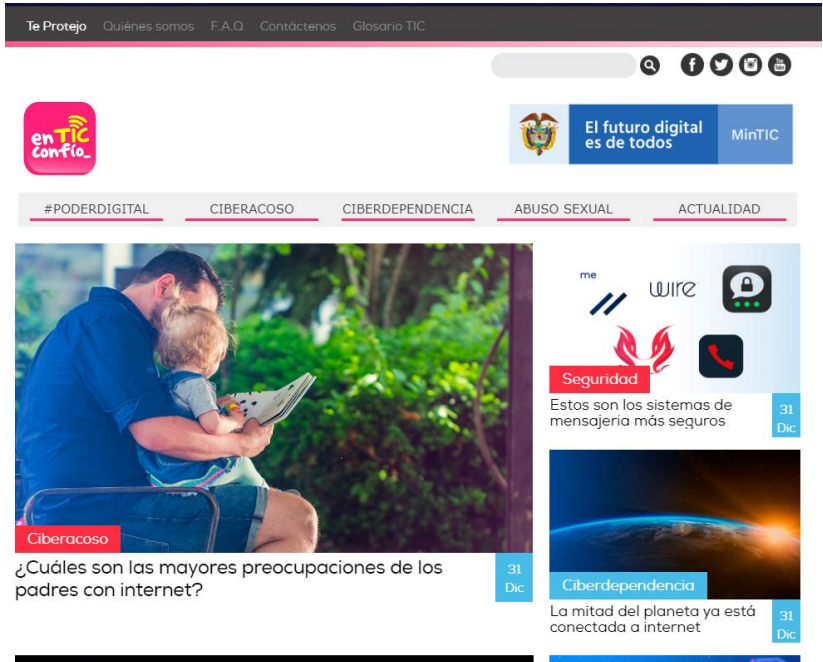 Te Protejo Quiénes somos F.A.Q Contáctenos Glosario TIC
en TIC
confío_
El futuro digital
es de todos
MinTIC
#PODERDIGITAL CIBERACOSO CIBERDEPENDENCIA ABUSO SEXUAL ACTUALIDAD
Ciberacoso
¿Cuáles son las mayores preocupaciones de los
padres con internet?
31
Dic
me
wire
Seguridad
Estos son los sistemas de
mensajeria más seguros
31
Dic
Ciberdependencia
La mitad del planeta ya está
conectada a internet
31
Dic